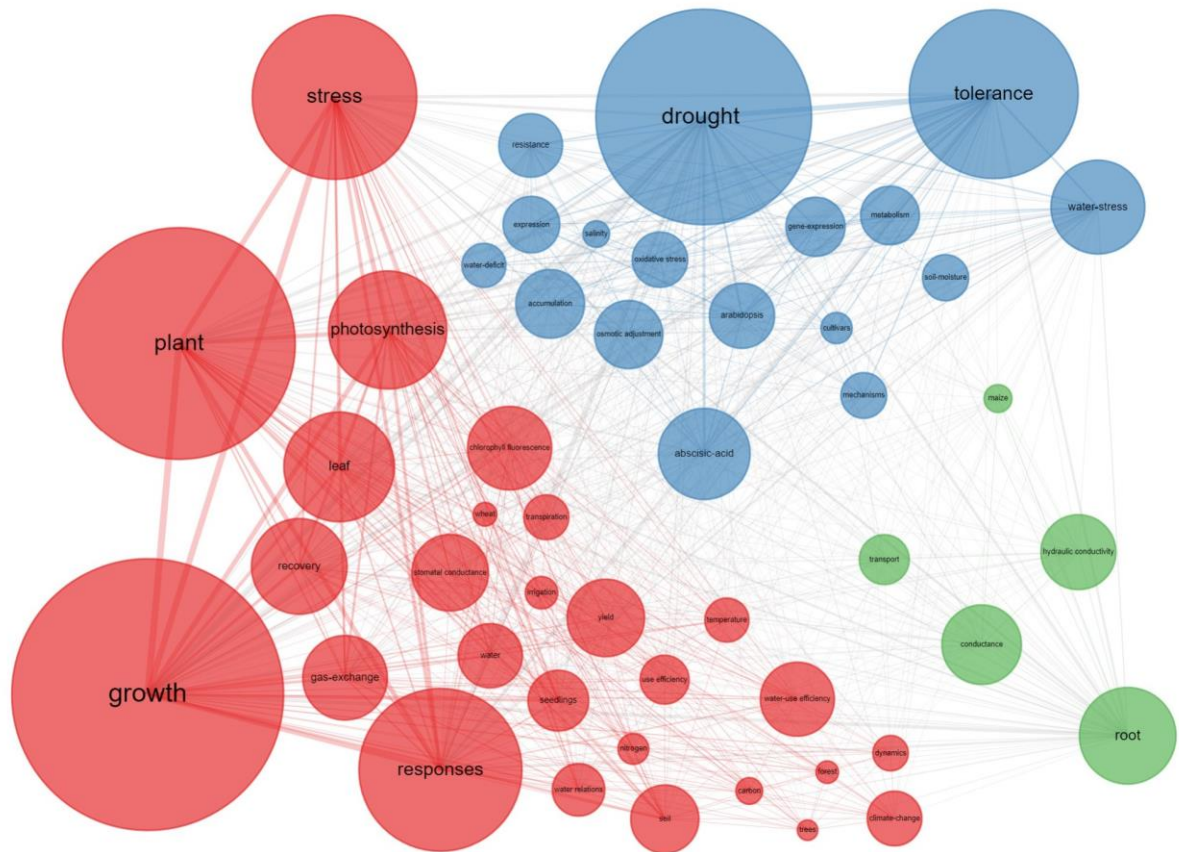 stress
drought
tolerance
resistance
water-stress
expression
salinity
gene-expression
metabolism
water-deficit
oxidative stress
soil-moisture
accumulation
arabidopsis
plant
photosynthesis
osmotic adjustment
cultivars
mechanisms
maize
chlorophyll fluorescence
abscisic-acid
leaf
wheat
transpiration
hydraulic conductivity
transport
recovery
stomatal conductance
irrigation
yield
temperature
conductance
water
gas-exchange
use efficiency
growth
seedlings
water-use efficiency
root
nitrogen
dynamics
responses
forest
water relations
carbon
soil
climate-change
trees